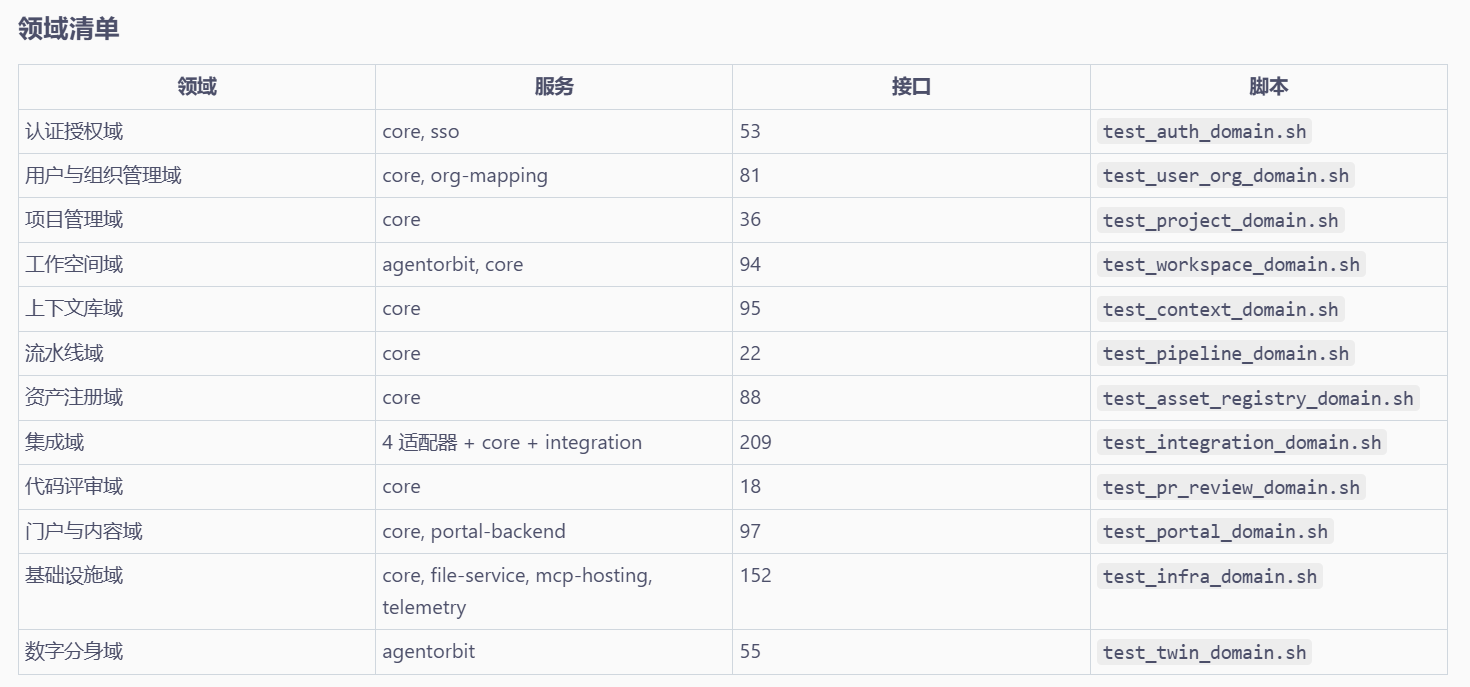 领域清单
领域 服务 接口 脚本
认证授权域 core, sso 53 test_auth_domain.sh
用户与组织管理域 core, org-mapping 81 test_user_org_domain.sh
项目管理域 core 36 test_project_domain.sh
工作空间域 agentorbit, core 94 test_workspace_domain.sh
上下文库域 core 95 test_context_domain.sh
流水线域 core 22 test_pipeline_domain.sh
资产注册域 core 88 test_asset_registry_domain.sh
集成域 4 适配器 + core + integration 209 test_integration_domain.sh
代码评审域 core 18 test_pr_review_domain.sh
门户与内容域 core, portal-backend 97 test_portal_domain.sh
基础设施域 core, file-service, mcp-hosting, 152 test_infra_domain.sh
telemetry
数字分身域 agentorbit 55 test_twin_domain.sh